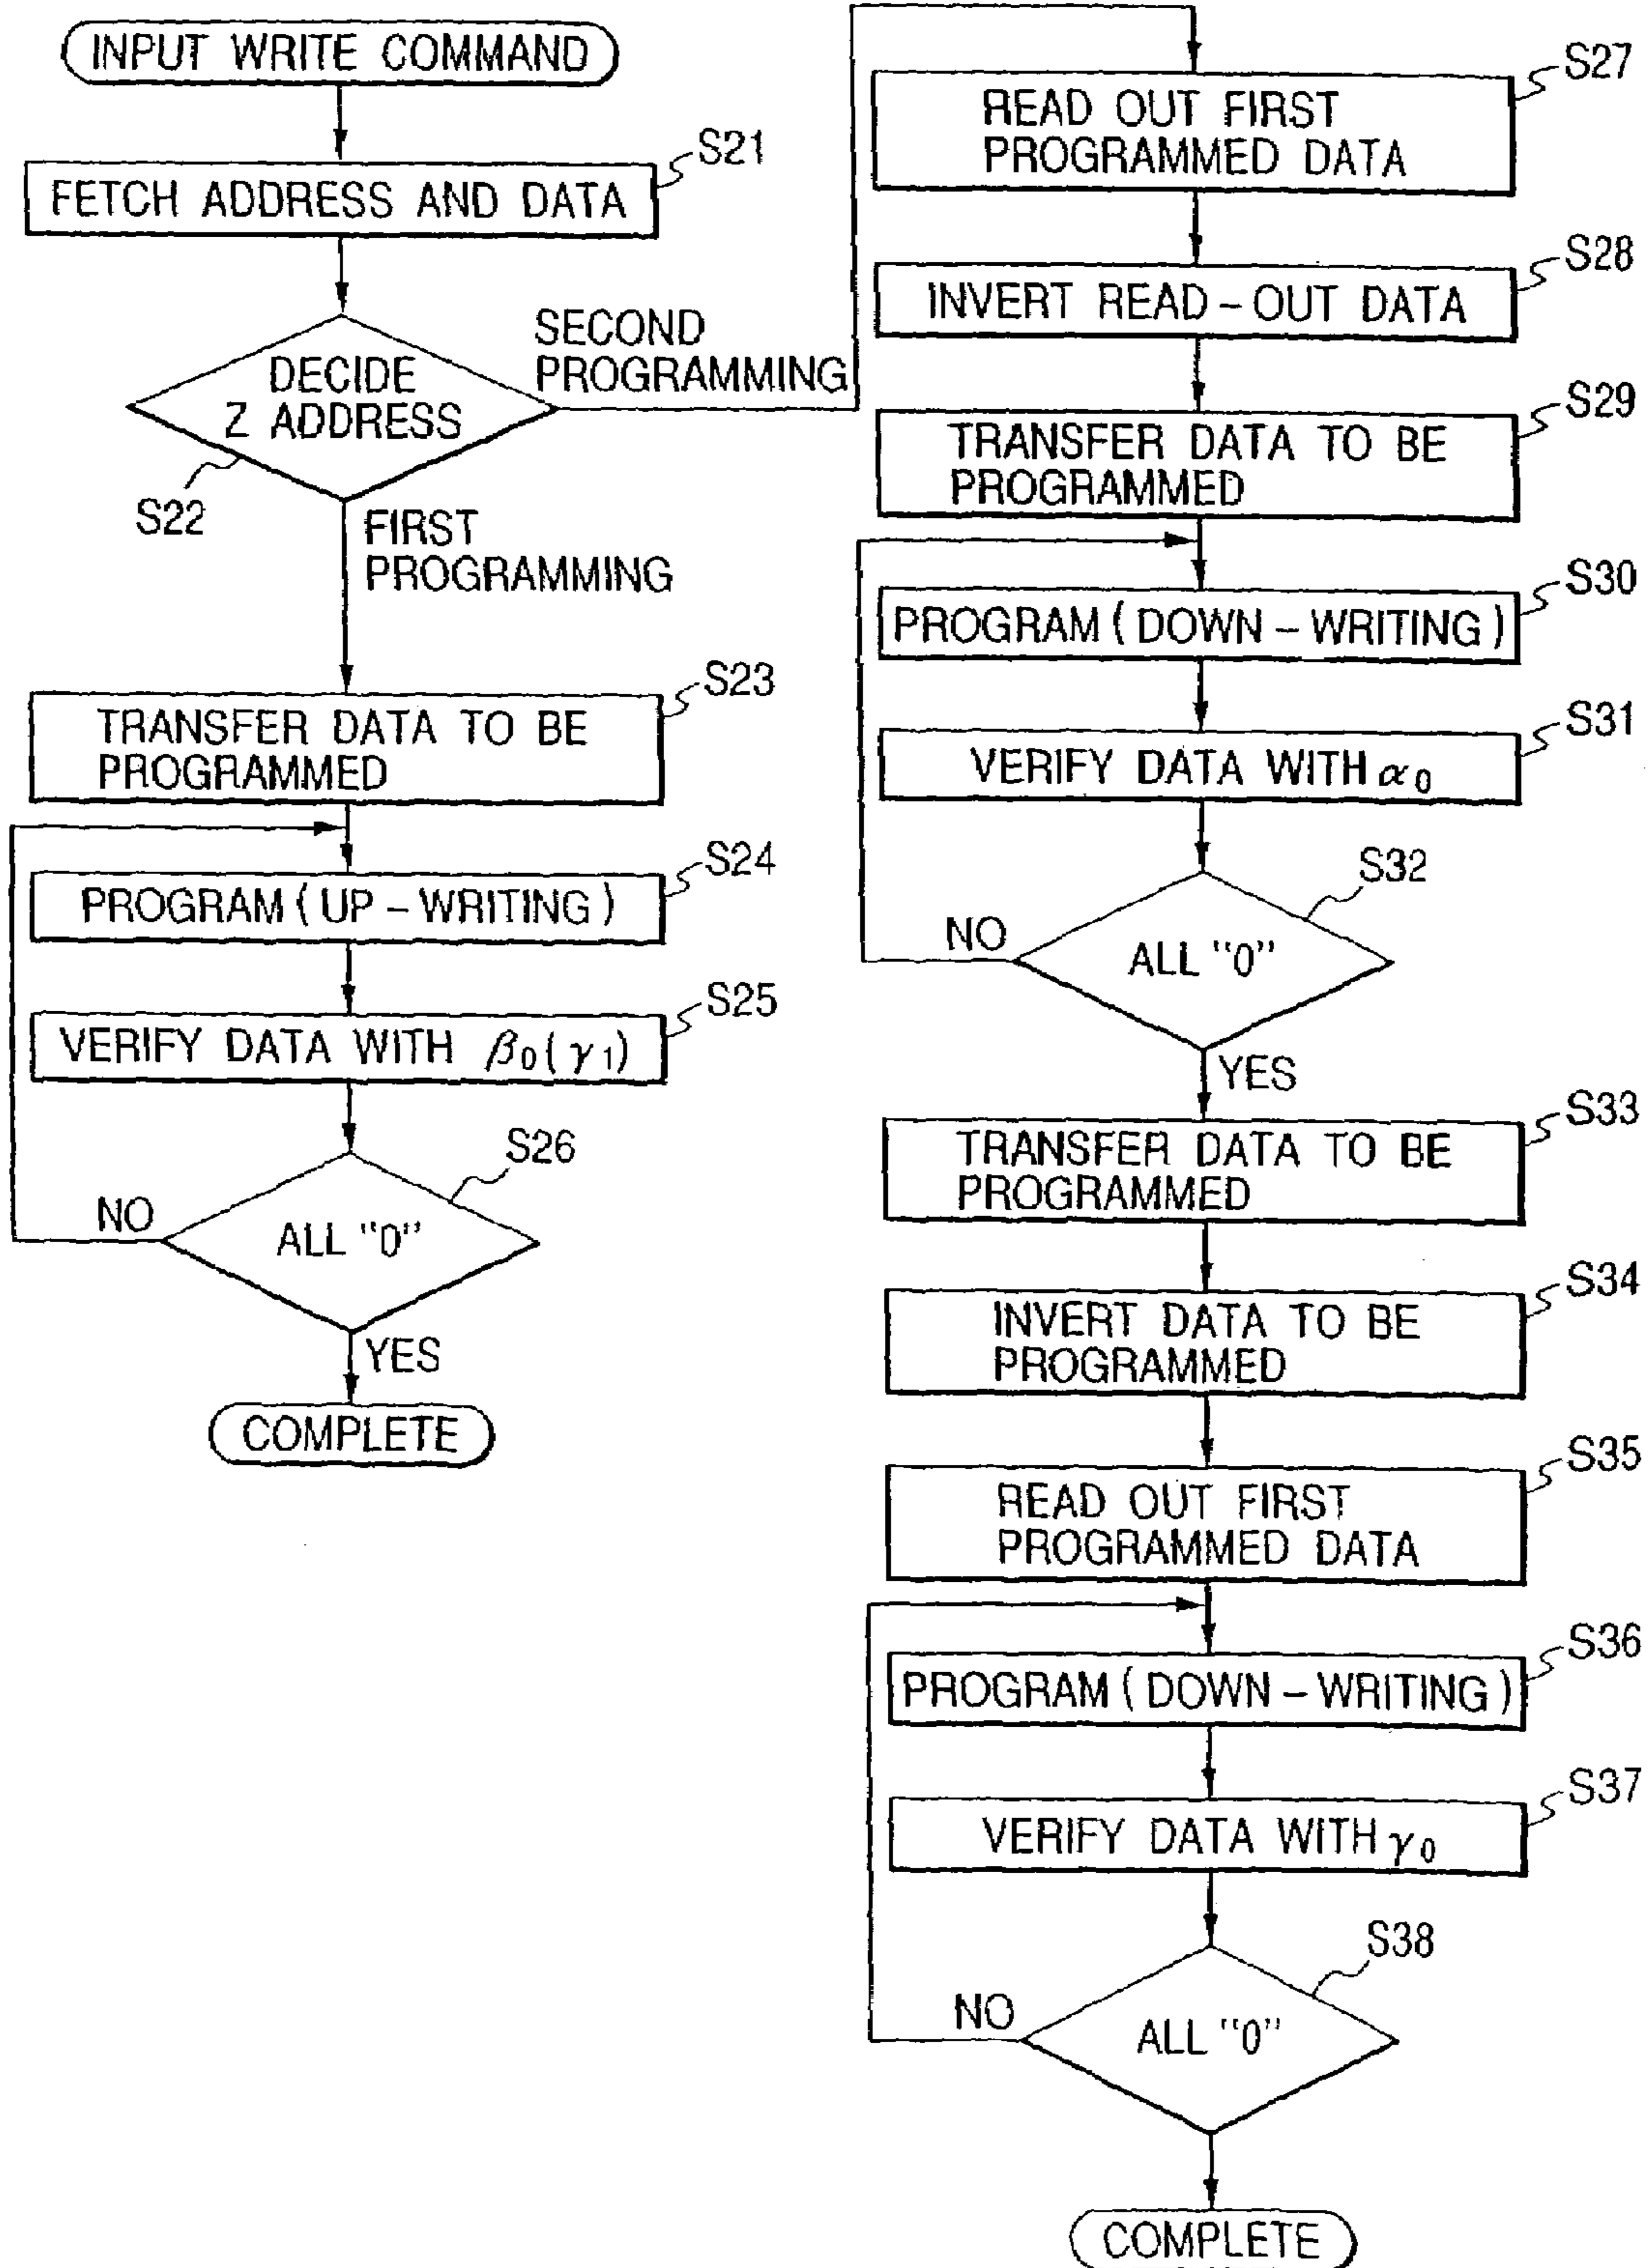 INPUT WRITE COMMAND
S21
FETCH ADDRESS AND DATA
DECIDE
Z ADDRESS
S22
SECOND
PROGRAMMING
FIRST
PROGRAMMING
S23
TRANSFER DATA TO BE
PROGRAMMED
S24
PROGRAM ( UP - WRITING )
S25
VERIFY DATA WITH β₀ ( γ₁ )
S26
ALL "0"
NO
YES
COMPLETE
S27
READ OUT FIRST
PROGRAMMED DATA
S28
INVERT READ - OUT DATA
S29
TRANSFER DATA TO BE
PROGRAMMED
S30
PROGRAM ( DOWN - WRITING )
S31
VERIFY DATA WITH α₀
S32
ALL "0"
NO
YES
S33
TRANSFER DATA TO BE
PROGRAMMED
S34
INVERT DATA TO BE
PROGRAMMED
S35
READ OUT FIRST
PROGRAMMED DATA
S36
PROGRAM ( DOWN - WRITING )
S37
VERIFY DATA WITH γ₀
S38
ALL "0"
NO
COMPLETE